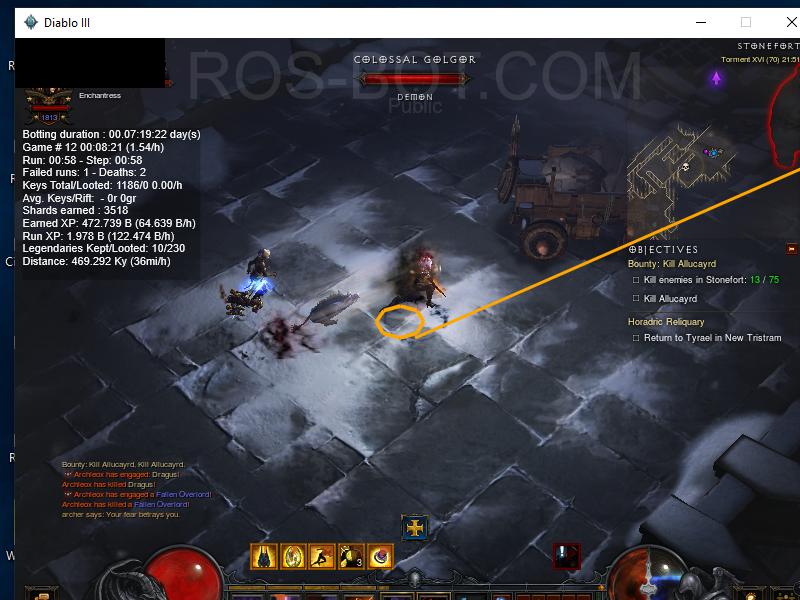 Diablo III
ROS-BOT.COM
Public
COLOSSAL GOLGOR
DEMON
STONEFORT
Torment XVI (70) 21:51
Enchantress
1813
Botting duration : 00.07:19:22 day(s)
Game # 12 00:08:21 (1.54/h)
Run: 00:58 - Step: 00:58
Failed runs: 1 - Deaths: 2
Keys Total/Looted: 1186/0 0.00/h
Avg. Keys/Rift:  - 0r 0gr
Shards earned : 3518
Earned XP: 472.739 B (64.639 B/h)
Run XP: 1.978 B (122.474 B/h)
Legendaries Kept/Looted: 10/230
Distance: 469.292 Ky (36mi/h)
OBJECTIVES
Bounty: Kill Allucayrd
Kill enemies in Stonefort: 13 / 75
Kill Allucayrd
Horadric Reliquary
Return to Tyrael in New Tristram
Bounty: Kill Allucayrd, Kill Allucayrd.
Archleox has engaged: Dragus!
Archleox has killed Dragus!
Archleox has engaged a Fallen Overlord!
Archleox has killed a Fallen Overlord!
archer says: Your fear betrays you.
3